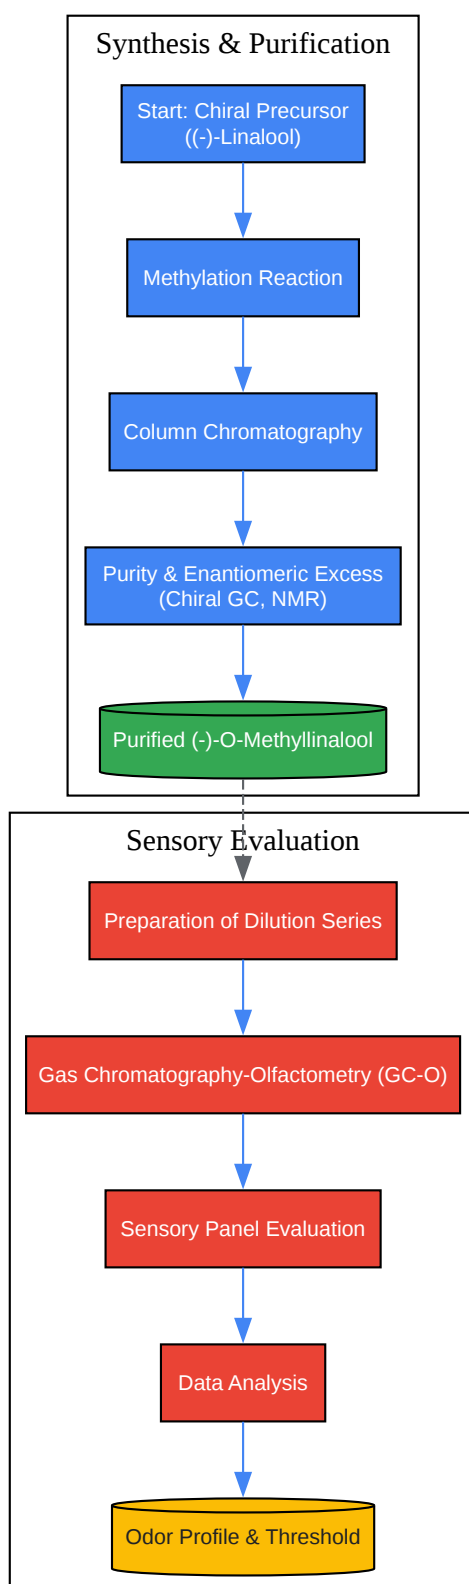 Synthesis & Purification
Start: Chiral Precursor
((-)-Linalool)
Methylation Reaction
Column Chromatography
Purity & Enantiomeric Excess
(Chiral GC, NMR)
Purified (-)-O-Methyllinalool
Sensory Evaluation
Preparation of Dilution Series
Gas Chromatography-Olfactometry (GC-O)
Sensory Panel Evaluation
Data Analysis
Odor Profile & Threshold